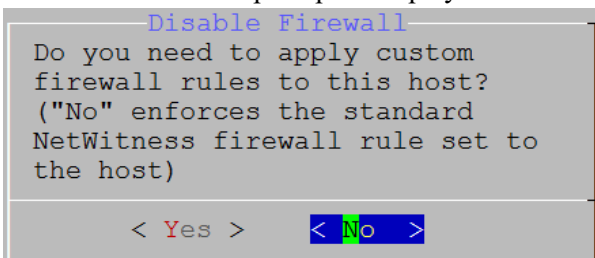 Disable Firewall
Do you need to apply custom
firewall rules to this host?
("No" enforces the standard
NetWitness firewall rule set to
the host)
< Yes > < No >